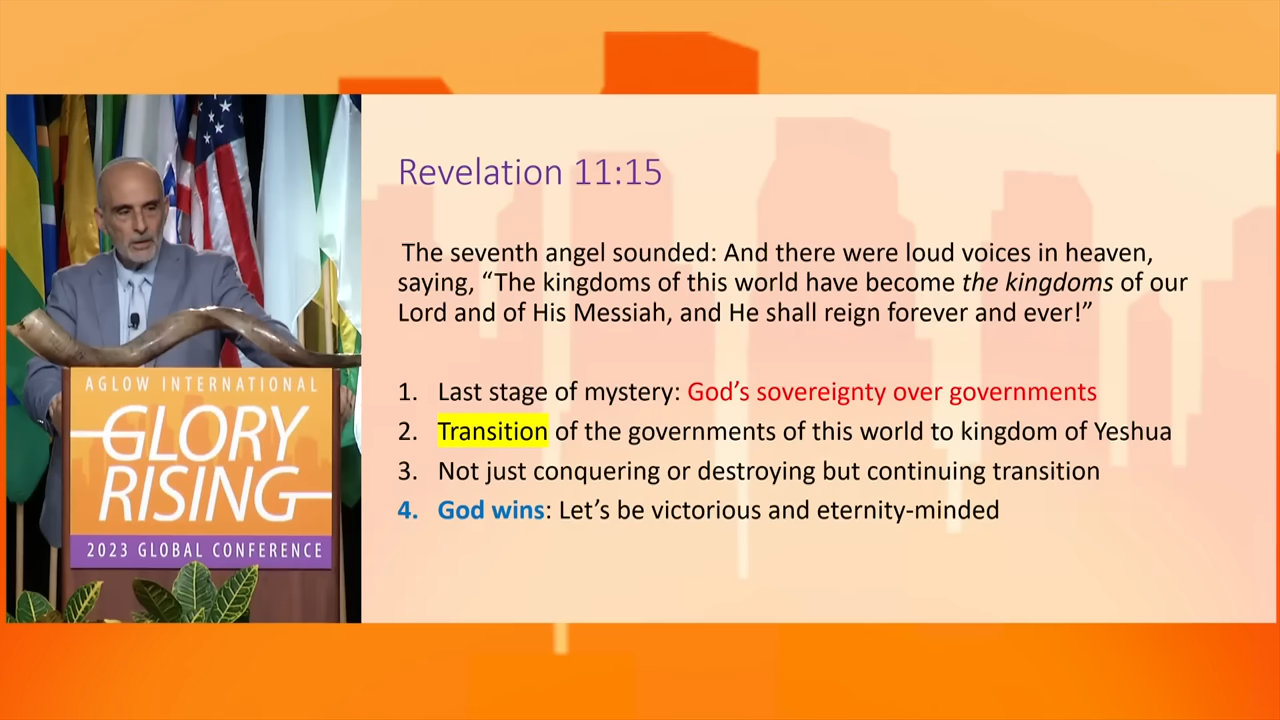 Revelation 11:15
The seventh angel sounded: And there were loud voices in heaven,
saying, “The kingdoms of this world have become the kingdoms of our
Lord and of His Messiah, and He shall reign forever and ever!”
1. Last stage of mystery: God’s sovereignty over governments
2. Transition of the governments of this world to kingdom of Yeshua
3. Not just conquering or destroying but continuing transition
4. God wins: Let’s be victorious and eternity-minded
AGLOW INTERNATIONAL
GLORY
RISING
2023 GLOBAL CONFERENCE